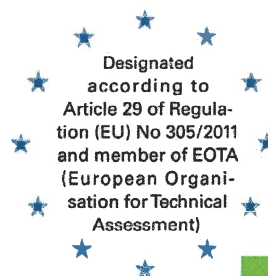 Designated
according to
Article 29 of Regula-
tion (EU) No 305/2011
and member of EOTA
(European Organi-
sation for Technical
Assessment)